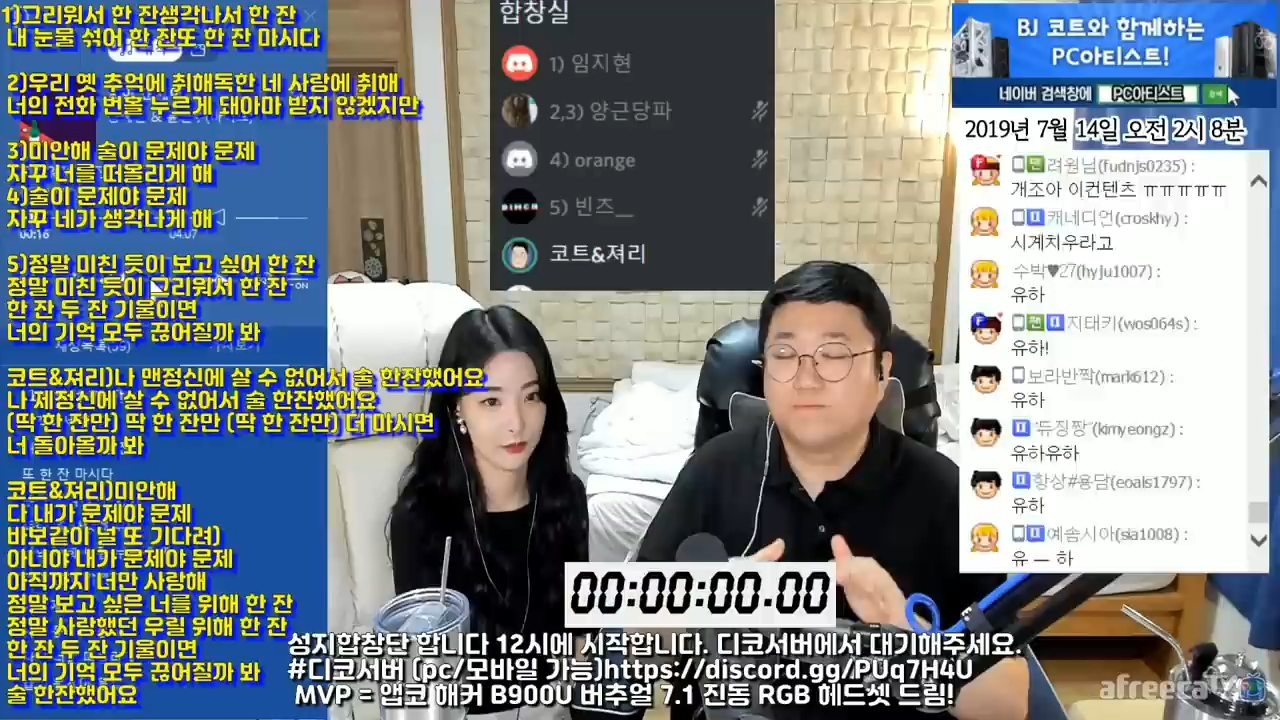 1)그리워서 한 잔생각나서 한 잔
내 눈물 섞어 한 잔또 한 잔 마시다
2)우리 옛 추억에 취해독한 네 사랑에 취해
너의 전화 번홀 누르게 돼아마 받지 않겠지만
3)미안해 술이 문제야 문제
자꾸 너를 떠올리게 해
4)술이 문제야 문제
자꾸 네가 생각나게 해
00:16
04:07
5)정말 미친 듯이 보고 싶어 한 잔
정말 미친 듯이 그리워서 한 잔
한 잔 두 잔 기울이면
너의 기억 모두 끊어질까 봐
코트&져리)나 맨정신에 살 수 없어서 술 한잔했어요
나 제정신에 살 수 없어서 술 한잔했어요
(딱 한 잔만) 딱 한 잔만 (딱 한 잔만) 더 마시면
너 돌아올까 봐
또 한 잔 마시다
코트&져리)미안해
다 내가 문제야 문제
바보같이 널 또 기다려)
아니야 내가 문제야 문제
아직까지 너만 사랑해
정말 보고 싶은 너를 위해 한 잔
정말 사랑했던 우릴 위해 한 잔
한 잔 두 잔 기울이면
너의 기억 모두 끊어질까 봐
술 한잔했어요
합창실
1) 임지현
2,3) 양근당파
4) orange
5) 빈즈__
코트&져리
BJ 코트와 함께하는
PC아티스트!
네이버 검색창에 PC아티스트 검색
2019년 7월 14일 오전 2시 8분
려원님(fudnjs0235) :
개조아 이컨텐츠 ㅠㅠㅠㅠㅠ
캐네디언(croskhy) :
시계치우라고
수박♥27(hyju1007) :
유하
지태키(wos064s) :
유하!
보라반짝(mark612) :
유하
듀징짱(kimyeongz) :
유하유하
항상#용담(eoals1797) :
유하
예솜시아(sia1008) :
유 ㅡ 하
00:00:00.00
성지합창단 합니다 12시에 시작합니다. 디코서버에서 대기해주세요.
#디코서버 (pc/모바일 가능)https://discord.gg/PUq7H4U
MVP = 앱코 해커 B900U 버추얼 7.1 진동 RGB 헤드셋 드림!
afreecaTV